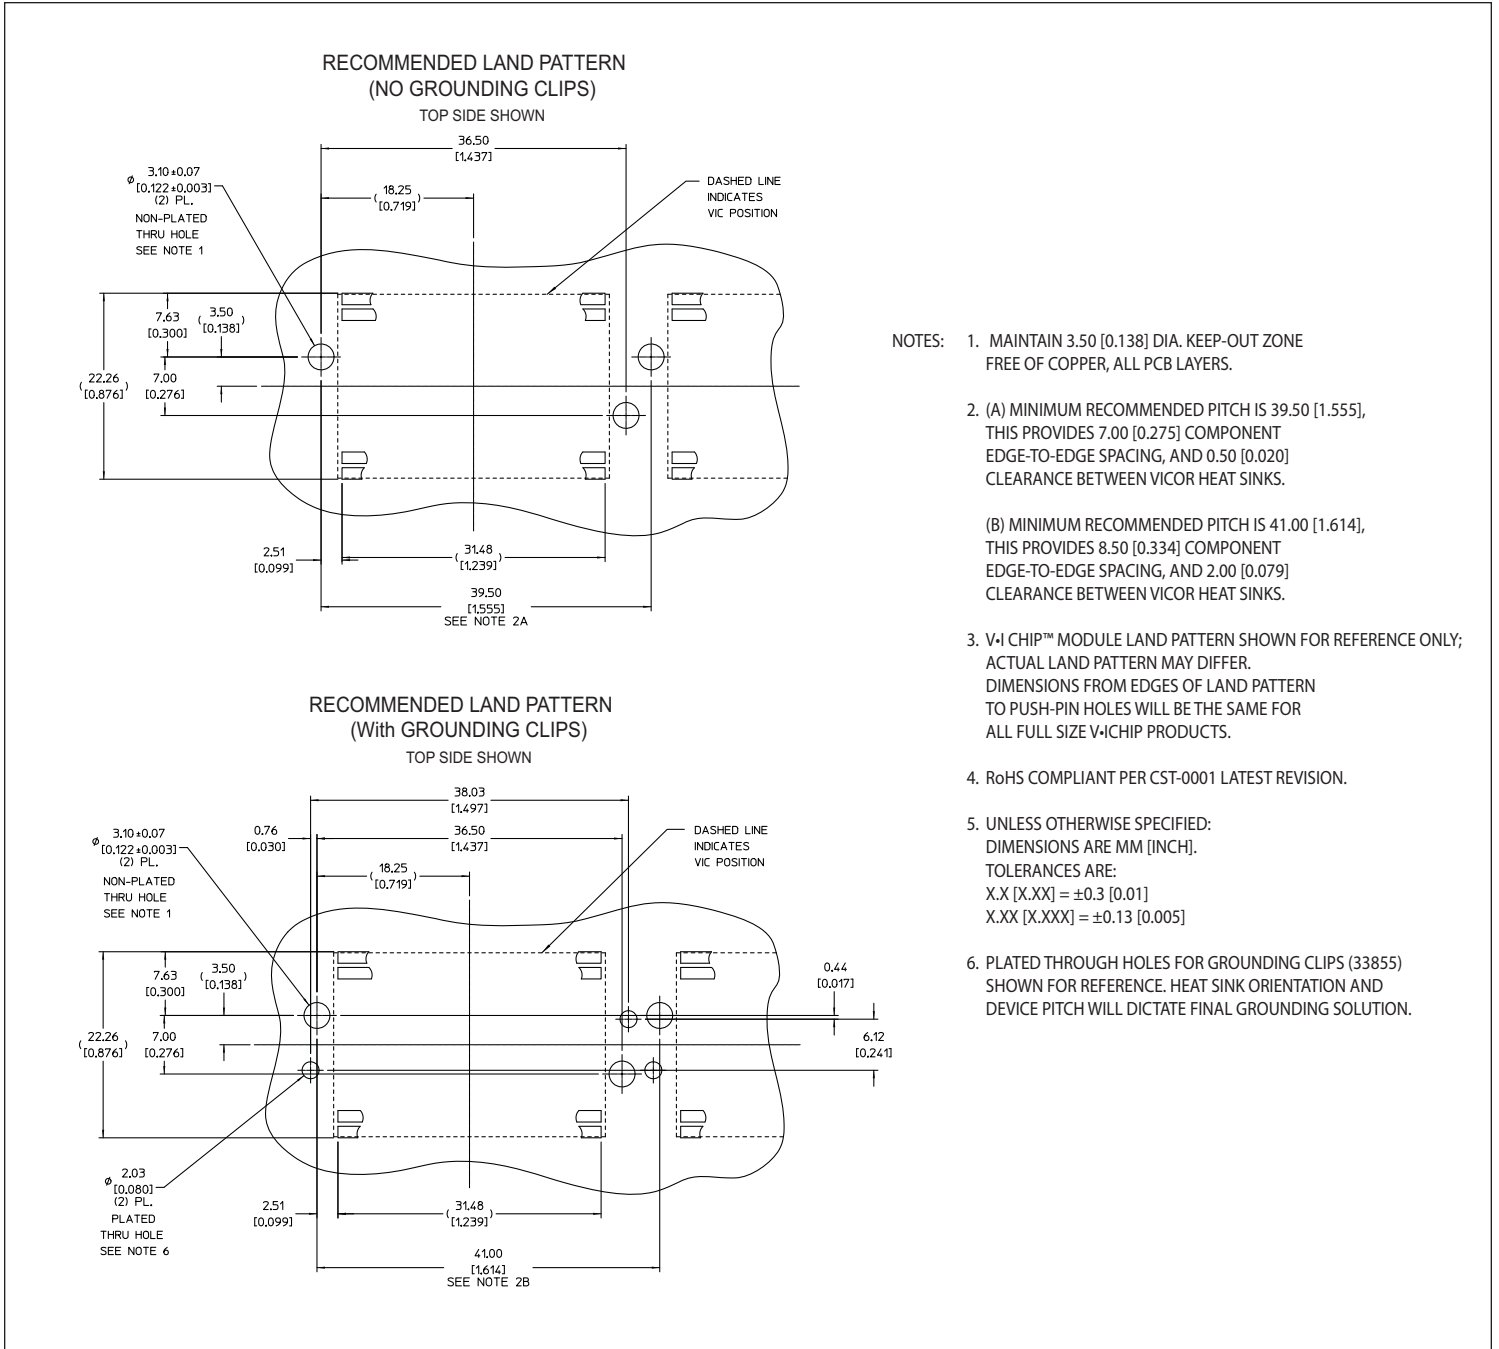 RECOMMENDED LAND PATTERN
(NO GROUNDING CLIPS)
TOP SIDE SHOWN
36.50
[1.437]
ø 3.10±0.07
[0.122±0.003]
(2) PL.
NON-PLATED
THRU HOLE
SEE NOTE 1
(18.25
[0.719])
DASHED LINE
INDICATES
VIC POSITION
7.63
[0.300]
(3.50
[0.138])
(22.26
[0.876])
7.00
[0.276]
2.51
[0.099]
(31.48
[1.239])
39.50
[1.555]
SEE NOTE 2A
RECOMMENDED LAND PATTERN
(With GROUNDING CLIPS)
TOP SIDE SHOWN
38.03
[1.497]
ø 3.10±0.07
[0.122±0.003]
(2) PL.
NON-PLATED
THRU HOLE
SEE NOTE 1
0.76
[0.030]
36.50
[1.437]
(18.25
[0.719])
DASHED LINE
INDICATES
VIC POSITION
7.63
[0.300]
(3.50
[0.138])
0.44
[0.017]
(22.26
[0.876])
7.00
[0.276]
6.12
[0.241]
ø 2.03
[0.080]
(2) PL.
PLATED
THRU HOLE
SEE NOTE 6
2.51
[0.099]
(31.48
[1.239])
41.00
[1.614]
SEE NOTE 2B
NOTES: 1. MAINTAIN 3.50 [0.138] DIA. KEEP-OUT ZONE
FREE OF COPPER, ALL PCB LAYERS.
2. (A) MINIMUM RECOMMENDED PITCH IS 39.50 [1.555],
THIS PROVIDES 7.00 [0.275] COMPONENT
EDGE-TO-EDGE SPACING, AND 0.50 [0.020]
CLEARANCE BETWEEN VICOR HEAT SINKS.
(B) MINIMUM RECOMMENDED PITCH IS 41.00 [1.614],
THIS PROVIDES 8.50 [0.334] COMPONENT
EDGE-TO-EDGE SPACING, AND 2.00 [0.079]
CLEARANCE BETWEEN VICOR HEAT SINKS.
3. V•I CHIP™ MODULE LAND PATTERN SHOWN FOR REFERENCE ONLY;
ACTUAL LAND PATTERN MAY DIFFER.
DIMENSIONS FROM EDGES OF LAND PATTERN
TO PUSH-PIN HOLES WILL BE THE SAME FOR
ALL FULL SIZE V•ICHIP PRODUCTS.
4. RoHS COMPLIANT PER CST-0001 LATEST REVISION.
5. UNLESS OTHERWISE SPECIFIED:
DIMENSIONS ARE MM [INCH].
TOLERANCES ARE:
X.X [X.XX] = ±0.3 [0.01]
X.XX [X.XXX] = ±0.13 [0.005]
6. PLATED THROUGH HOLES FOR GROUNDING CLIPS (33855)
SHOWN FOR REFERENCE. HEAT SINK ORIENTATION AND
DEVICE PITCH WILL DICTATE FINAL GROUNDING SOLUTION.